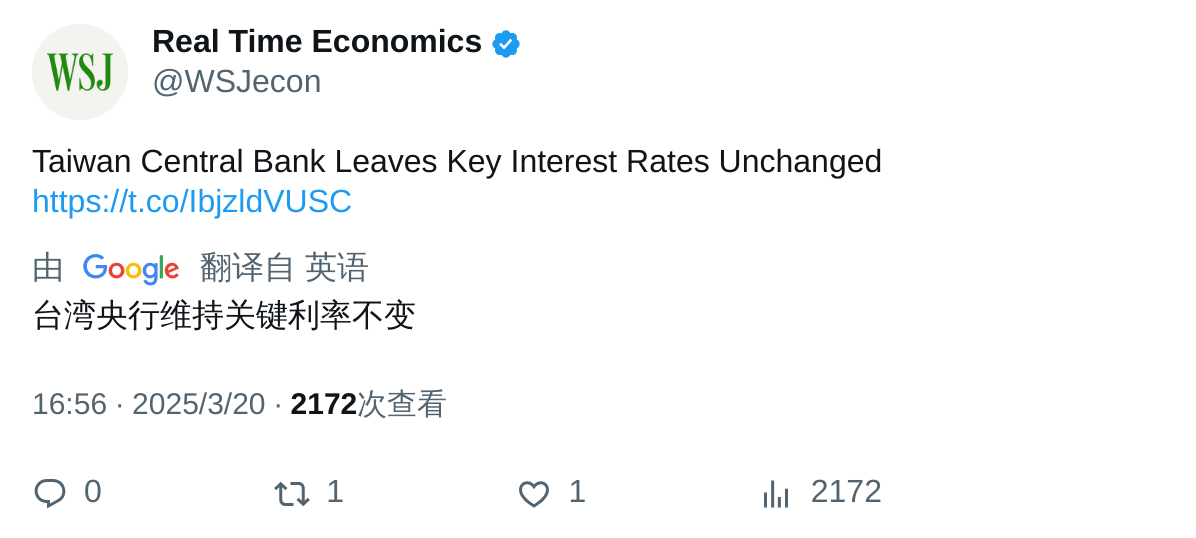 WSJ
Real Time Economics
@WSJecon
Taiwan Central Bank Leaves Key Interest Rates Unchanged
https://t.co/IbjzldVUSC
由 Google 翻译自 英语
台湾央行维持关键利率不变
16:56 · 2025/3/20 · 2172次查看
0 1 1 2172